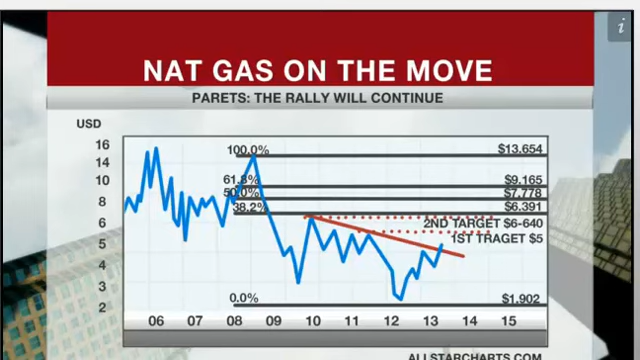 NAT GAS ON THE MOVE
PARETS: THE RALLY WILL CONTINUE
USD
16
14
10
8
6
5
4
3
2
100.0%
$13.654
61.8%
$9.165
50.0%
$7.778
38.2%
$6.391
2ND TARGET $6-640
1ST TRAGET $5
0.0%
$1.902
06 07 08 09 10 11 12 13 14 15
ALLSTARCHARTS.COM
i